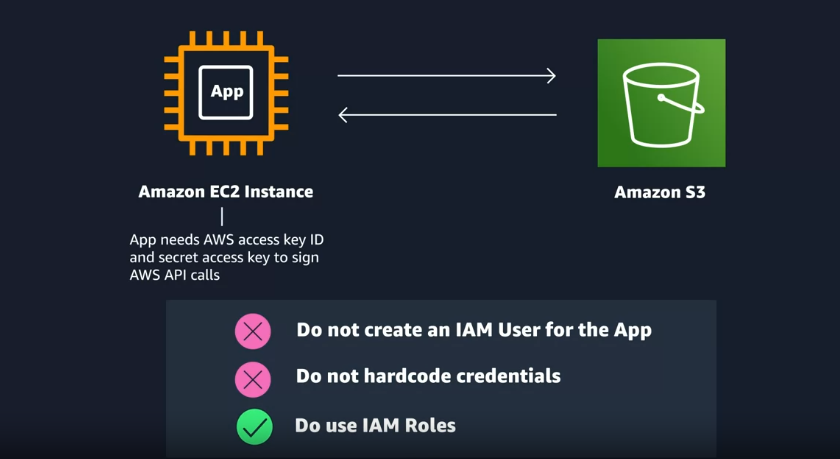 App
Amazon EC2 Instance
Amazon S3
App needs AWS access key ID
and secret access key to sign
AWS API calls
Do not create an IAM User for the App
Do not hardcode credentials
Do use IAM Roles